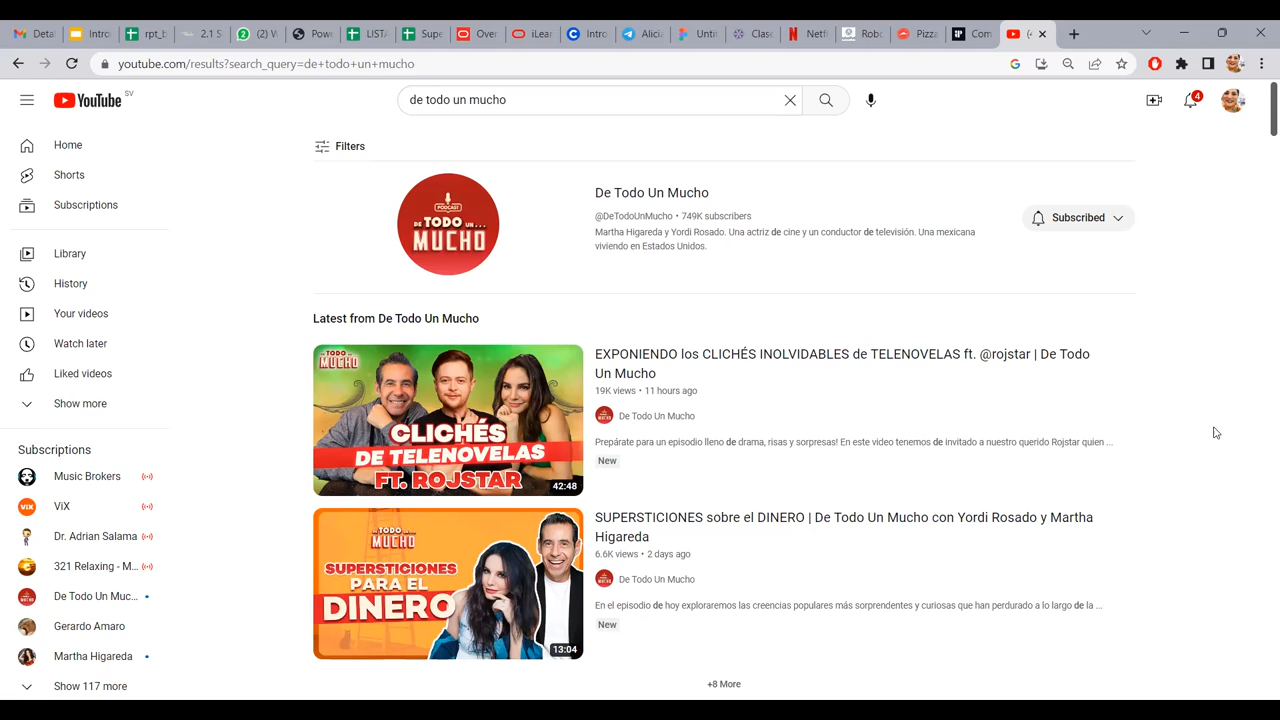 Detai
Intro
rpt_b
2.1 S
(2) V
Powe
LISTA
Supe
Over
iLear
Intro
Alicia
Unti
Clase
Netfl
Robo
Pizza
Com
(4
youtube.com/results?search_query=de+todo+un+mucho
YouTube SV
de todo un mucho
4
Home
Shorts
Subscriptions
Library
History
Your videos
Watch later
Liked videos
Show more
Subscriptions
Music Brokers
ViX
Dr. Adrian Salama
321 Relaxing - M...
De Todo Un Muc...
Gerardo Amaro
Martha Higareda
Show 117 more
Filters
PODCAST
DE TODO UN...
MUCHO
De Todo Un Mucho
@DeTodoUnMucho • 749K subscribers
Martha Higareda y Yordi Rosado. Una actriz de cine y un conductor de televisión. Una mexicana
viviendo en Estados Unidos.
Subscribed
Latest from De Todo Un Mucho
MUCHO
CLICHÉS
DE TELENOVELAS
FT. ROJSTAR
42:48
EXPONIENDO los CLICHÉS INOLVIDABLES de TELENOVELAS ft. @rojstar | De Todo
Un Mucho
19K views • 11 hours ago
De Todo Un Mucho
Prepárate para un episodio lleno de drama, risas y sorpresas! En este video tenemos de invitado a nuestro querido Rojstar quien ...
New
MUCHO
SUPERSTICIONES
PARA EL
DINERO
13:04
SUPERSTICIONES sobre el DINERO | De Todo Un Mucho con Yordi Rosado y Martha
Higareda
6.6K views • 2 days ago
De Todo Un Mucho
En el episodio de hoy exploraremos las creencias populares más sorprendentes y curiosas que han perdurado a lo largo de la ...
New
+8 More